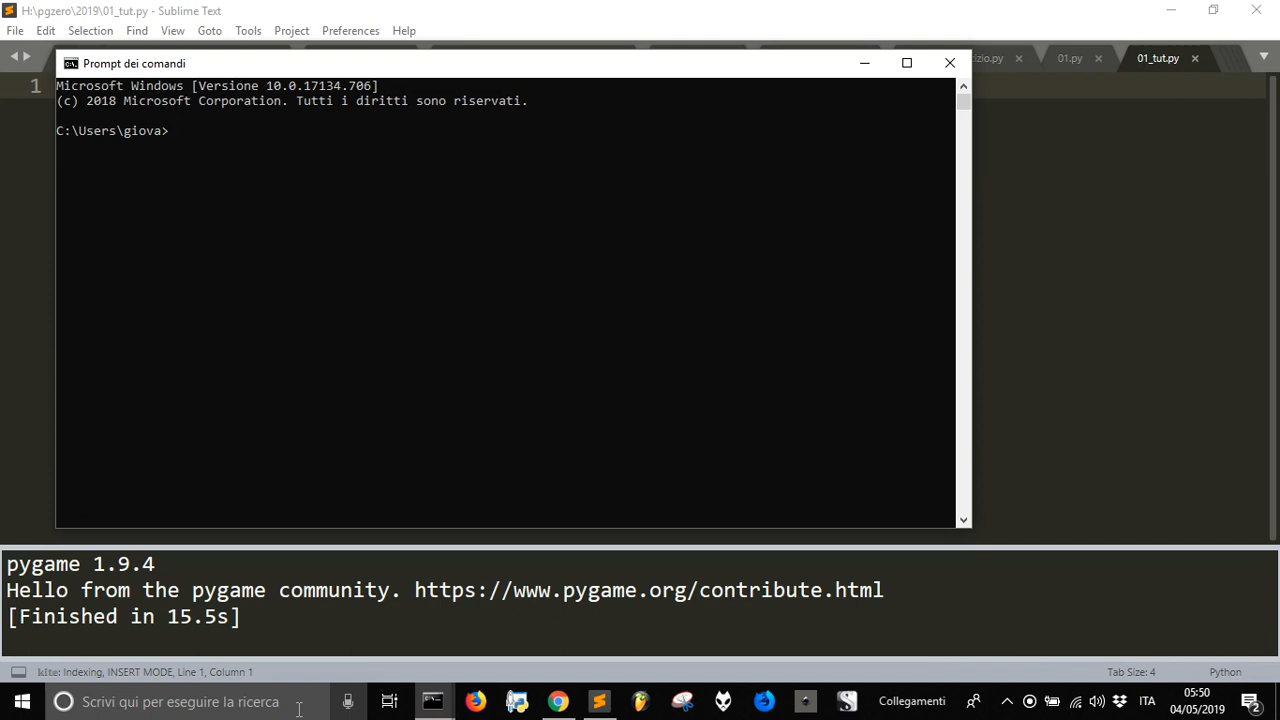 H:\pgzero\2019\01_tut.py - Sublime Text
File Edit Selection Find View Goto Tools Project Preferences Help
01.py 01_tut.py
1
Prompt dei comandi
Microsoft Windows [Versione 10.0.17134.706]
(c) 2018 Microsoft Corporation. Tutti i diritti sono riservati.
C:\Users\giova>
pygame 1.9.4
Hello from the pygame community. https://www.pygame.org/contribute.html
[Finished in 15.5s]
kite: Indexing, INSERT MODE, Line 1, Column 1 Tab Size: 4 Python
Scrivi qui per eseguire la ricerca Collegamenti ITA 05:50
04/05/2019 2